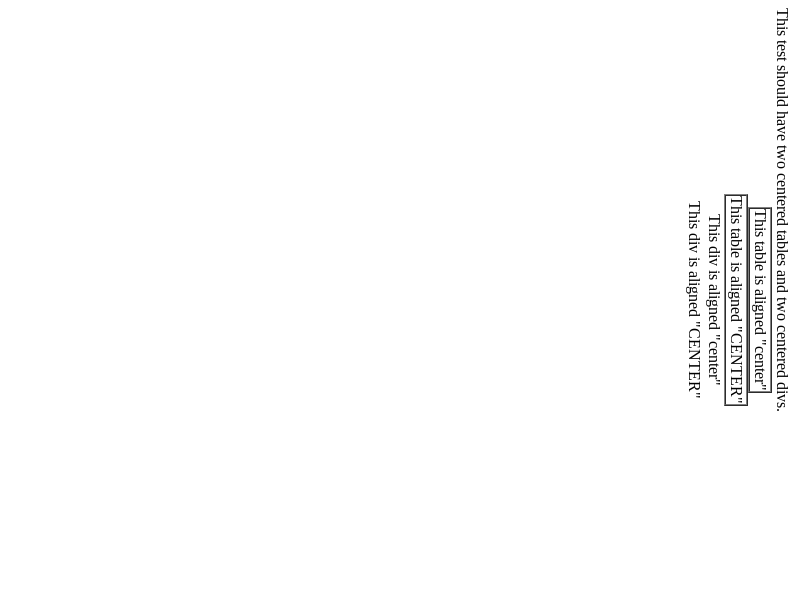 This test should have two centered tables and two centered divs.
This table is aligned "center"
This table is aligned "CENTER"
This div is aligned "center"
This div is aligned "CENTER"